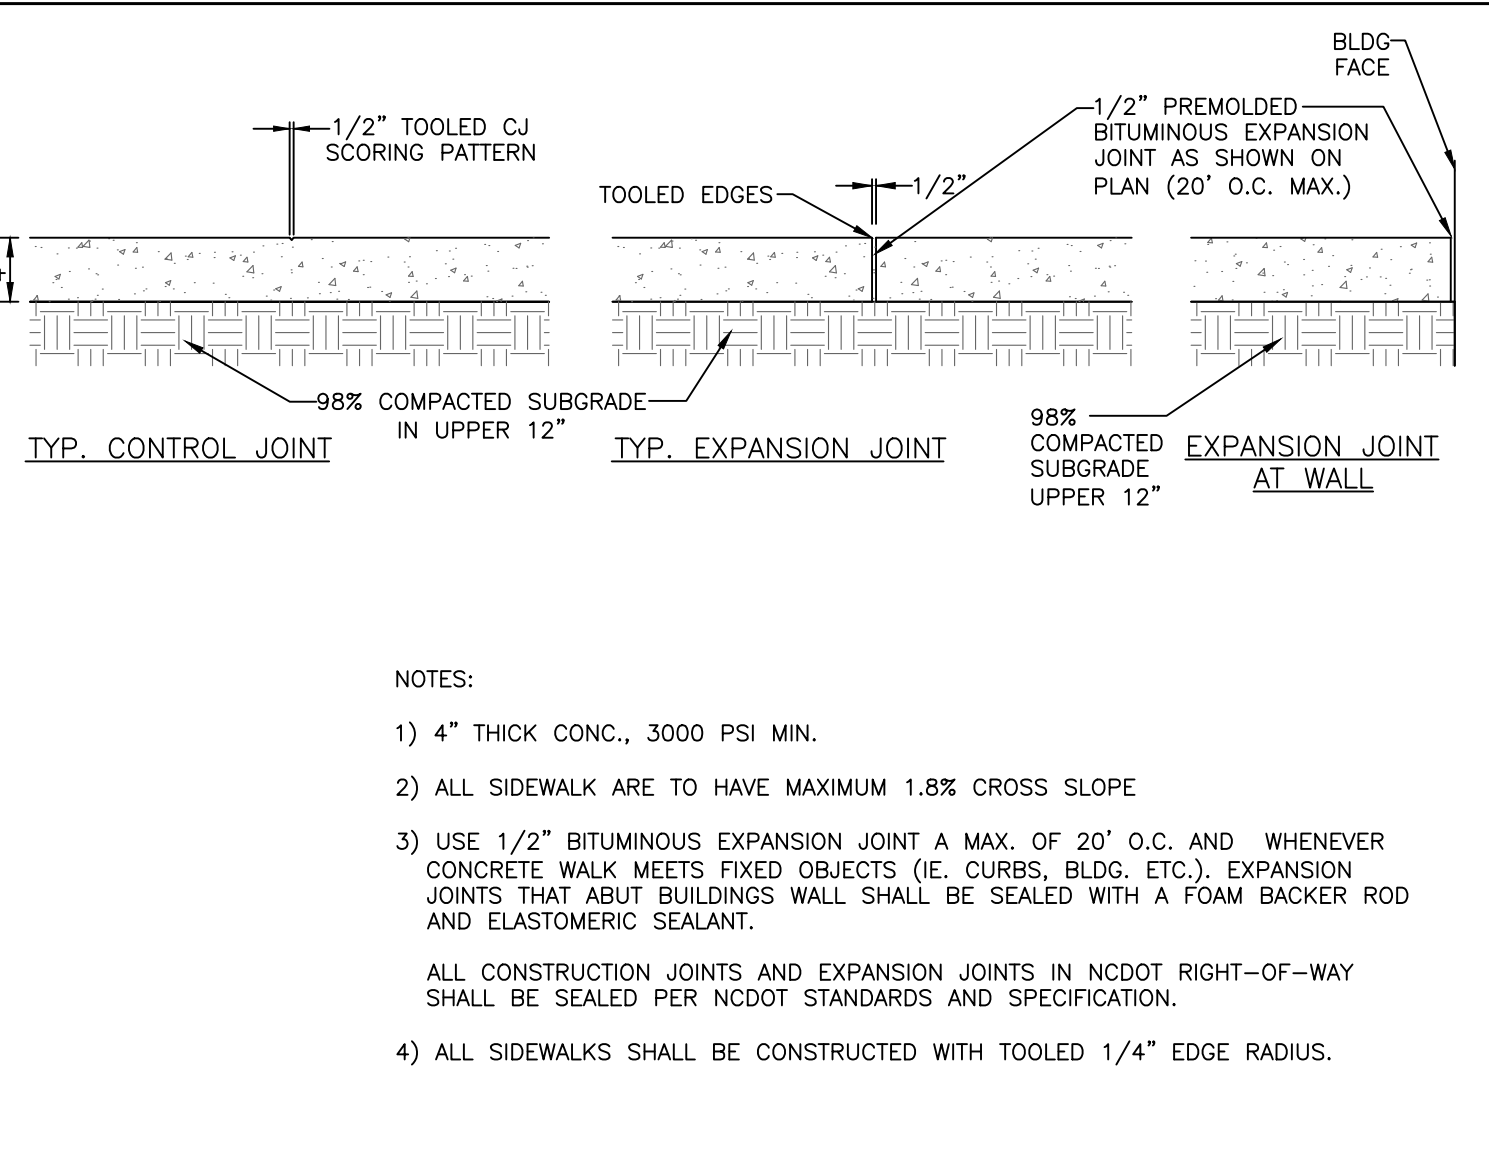 BLDG
FACE
1/2” TOOLED CJ
SCORING PATTERN
TOOLED EDGES
1/2”
1/2” PREMOLDED
BITUMINOUS EXPANSION
JOINT AS SHOWN ON
PLAN (20’ O.C. MAX.)
98% COMPACTED SUBGRADE
IN UPPER 12”
98%
COMPACTED
SUBGRADE
UPPER 12”
TYP. CONTROL JOINT
TYP. EXPANSION JOINT
EXPANSION JOINT
AT WALL
NOTES:
1) 4” THICK CONC., 3000 PSI MIN.
2) ALL SIDEWALK ARE TO HAVE MAXIMUM 1.8% CROSS SLOPE
3) USE 1/2” BITUMINOUS EXPANSION JOINT A MAX. OF 20’ O.C. AND WHENEVER
CONCRETE WALK MEETS FIXED OBJECTS (IE. CURBS, BLDG. ETC.). EXPANSION
JOINTS THAT ABUT BUILDINGS WALL SHALL BE SEALED WITH A FOAM BACKER ROD
AND ELASTOMERIC SEALANT.
ALL CONSTRUCTION JOINTS AND EXPANSION JOINTS IN NCDOT RIGHT-OF-WAY
SHALL BE SEALED PER NCDOT STANDARDS AND SPECIFICATION.
4) ALL SIDEWALKS SHALL BE CONSTRUCTED WITH TOOLED 1/4” EDGE RADIUS.